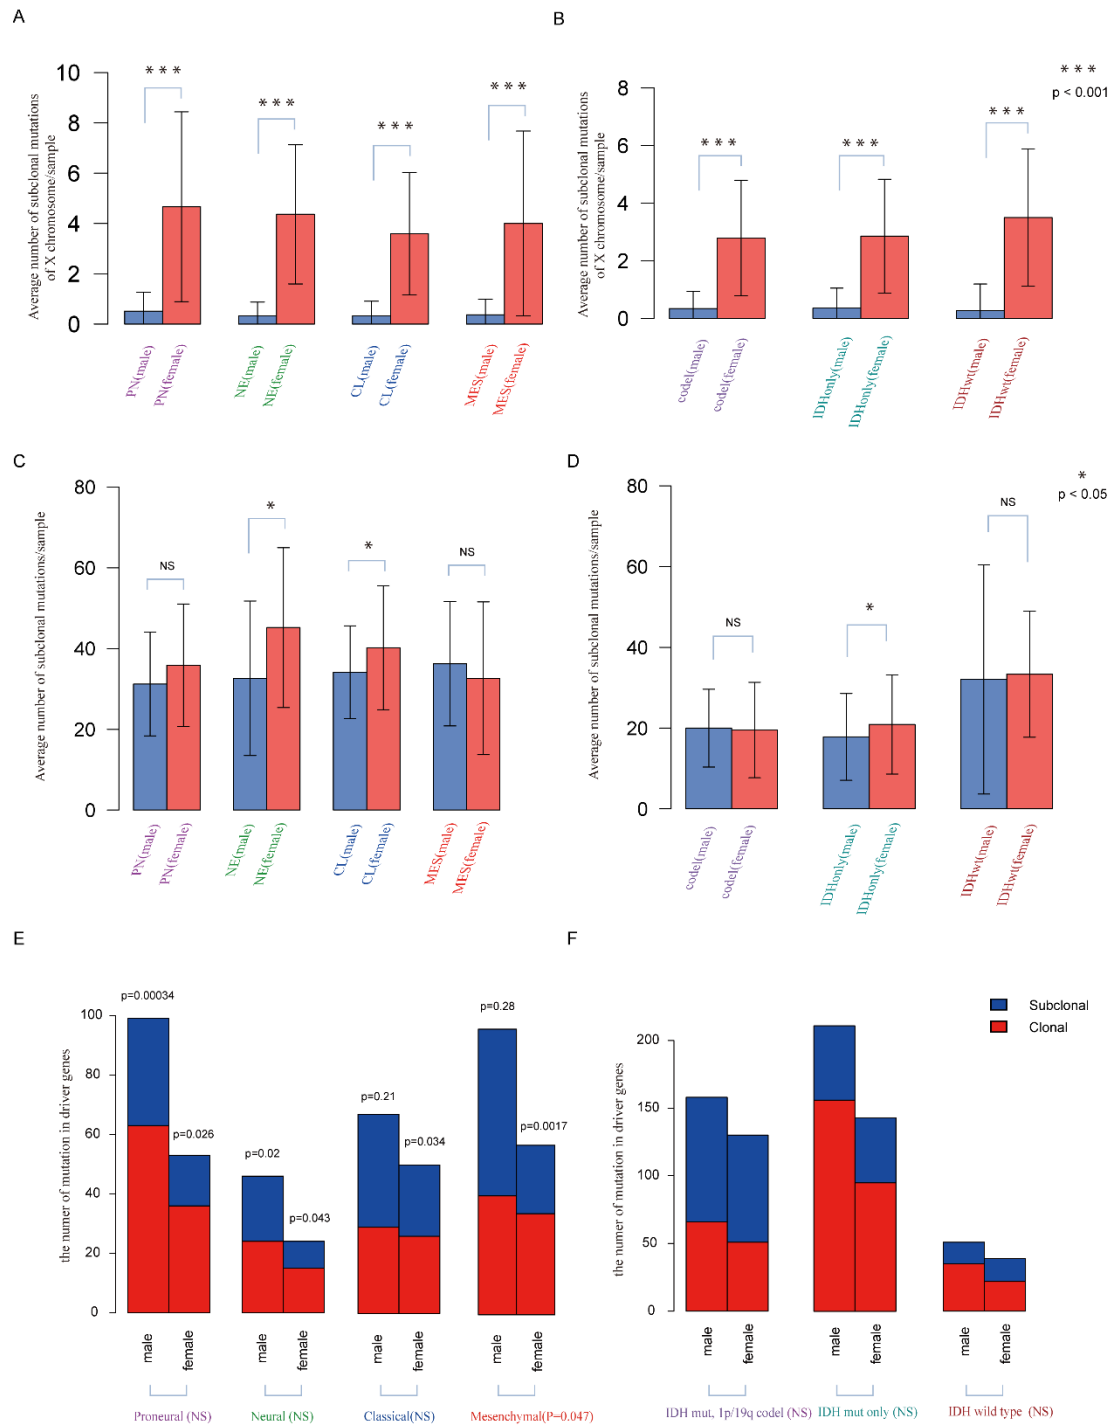 A
Average number of subclonal mutations
of X chromosome/sample
10
8
6
4
2
0
***
***
***
***
PN(male)
PN(female)
NE(male)
NE(female)
CL(male)
CL(female)
MES(male)
MES(female)
B
Average number of subclonal mutations
of X chromosome/sample
8
6
4
2
0
***
***
***
***
p < 0.001
codel(male)
codel(female)
IDHonly(male)
IDHonly(female)
IDHwt(male)
IDHwt(female)
C
Average number of subclonal mutations/sample
80
60
40
20
0
NS
*
*
NS
PN(male)
PN(female)
NE(male)
NE(female)
CL(male)
CL(female)
MES(male)
MES(female)
D
Average number of subclonal mutations/sample
80
60
40
20
0
NS
*
NS
*
p < 0.05
codel(male)
codel(female)
IDHonly(male)
IDHonly(female)
IDHwt(male)
IDHwt(female)
E
the numer of mutation in driver genes
100
80
60
40
20
0
p=0.00034
p=0.026
p=0.02
p=0.043
p=0.21
p=0.034
p=0.28
p=0.0017
male
female
male
female
male
female
male
female
Proneural (NS)
Neural (NS)
Classical(NS)
Mesenchymal(P=0.047)
F
the numer of mutation in driver genes
200
150
100
50
0
Subclonal
Clonal
male
female
male
female
male
female
IDH mut, 1p/19q codel (NS)
IDH mut only (NS)
IDH wild type (NS)